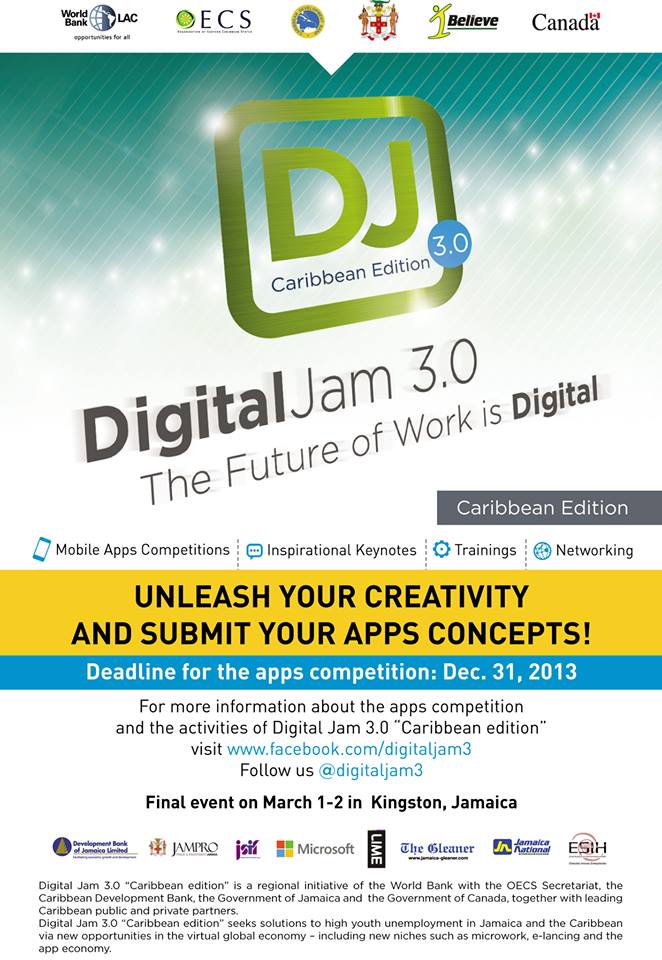 World Bank LAC
opportunities for all
OECS
ORGANISATION OF EASTERN CARIBBEAN STATES
iBelieve
Canada
DJ
3.0
Caribbean Edition
DigitalJam 3.0
The Future of Work is Digital
Caribbean Edition
Mobile Apps Competitions
Inspirational Keynotes
Trainings
Networking
UNLEASH YOUR CREATIVITY
AND SUBMIT YOUR APPS CONCEPTS!
Deadline for the apps competition: Dec. 31, 2013
For more information about the apps competition
and the activities of Digital Jam 3.0 “Caribbean edition”
visit www.facebook.com/digitaljam3
Follow us @digitaljam3
Final event on March 1-2 in Kingston, Jamaica
Development Bank
of Jamaica Limited
Facilitating economic growth and development
JAMPRO
jsif
Microsoft
LIME
The Gleaner
www.jamaica-gleaner.com
JN
Jamaica
National
ESIH
Digital Jam 3.0 “Caribbean edition” is a regional initiative of the World Bank with the OECS Secretariat, the
Caribbean Development Bank, the Government of Jamaica and the Government of Canada, together with leading
Caribbean public and private partners.
Digital Jam 3.0 “Caribbean edition” seeks solutions to high youth unemployment in Jamaica and the Caribbean
via new opportunities in the virtual global economy – including new niches such as microwork, e-lancing and the
app economy.